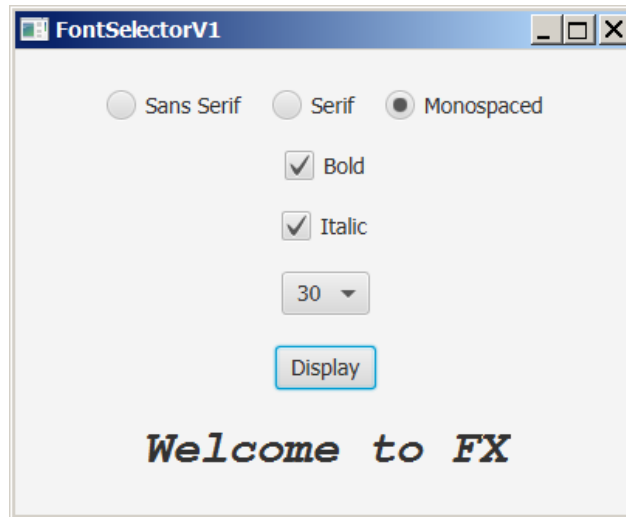 FontSelectorV1
Sans Serif Serif Monospaced
Bold
Italic
30
Display
Welcome to FX